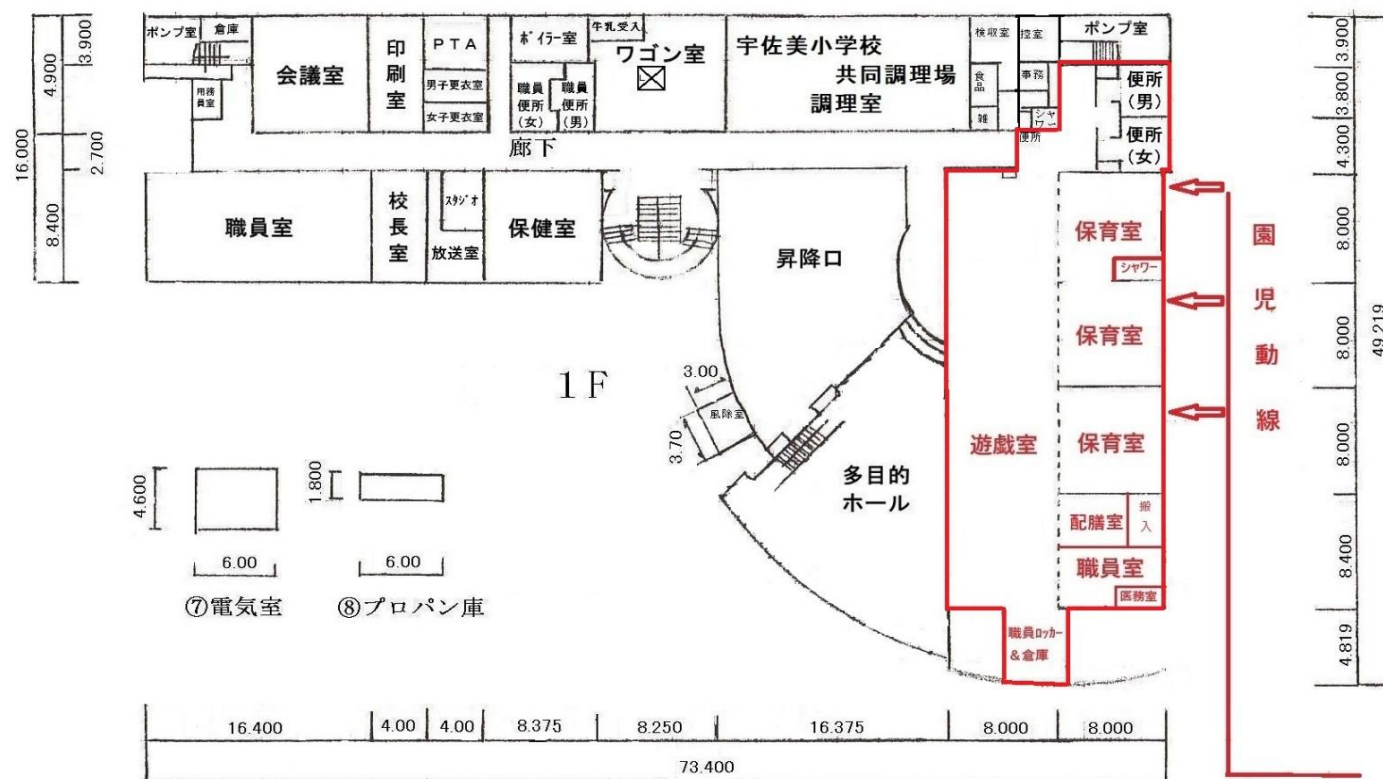 ポンプ室
倉庫
会議室
印刷室
PTA
男子更衣室
女子更衣室
ボイラー室
牛乳受入
ワゴン室
職員便所(女)
職員便所(男)
宇佐美小学校
共同調理場
調理室
検収室
食品
雑
控室
事務
シャワー
便所
ポンプ室
便所(男)
便所(女)
用務員室
廊下
職員室
校長室
スタジオ
放送室
保健室
昇降口
保育室
シャワー
保育室
保育室
遊戯室
配膳室
搬入
職員室
医務室
職員ロッカー
&倉庫
多目的
ホール
風除室
3.00
3.70
1F
園児動線
4.600
6.00
⑦電気室
1.800
6.00
⑧プロパン庫
16.000
3.900
4.900
2.700
8.400
3.900
3.800
4.300
8.000
8.000
8.000
8.400
4.819
49.219
16.400
4.00
4.00
8.375
8.250
16.375
8.000
8.000
73.400